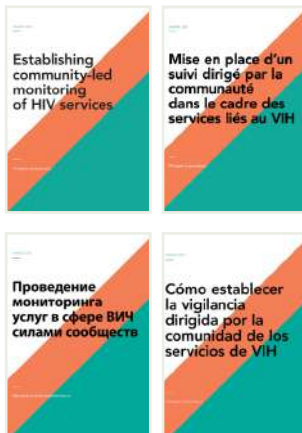 Establishing
community-led
monitoring
of HIV services
Mise en place d'un
suivi dirigé par la
communauté
dans le cadre des
services liés au VIH
Проведение
мониторинга
услуг в сфере ВИЧ
силами сообществ
Cómo establecer
la vigilancia
dirigida por la
comunidad de los
servicios de VIH